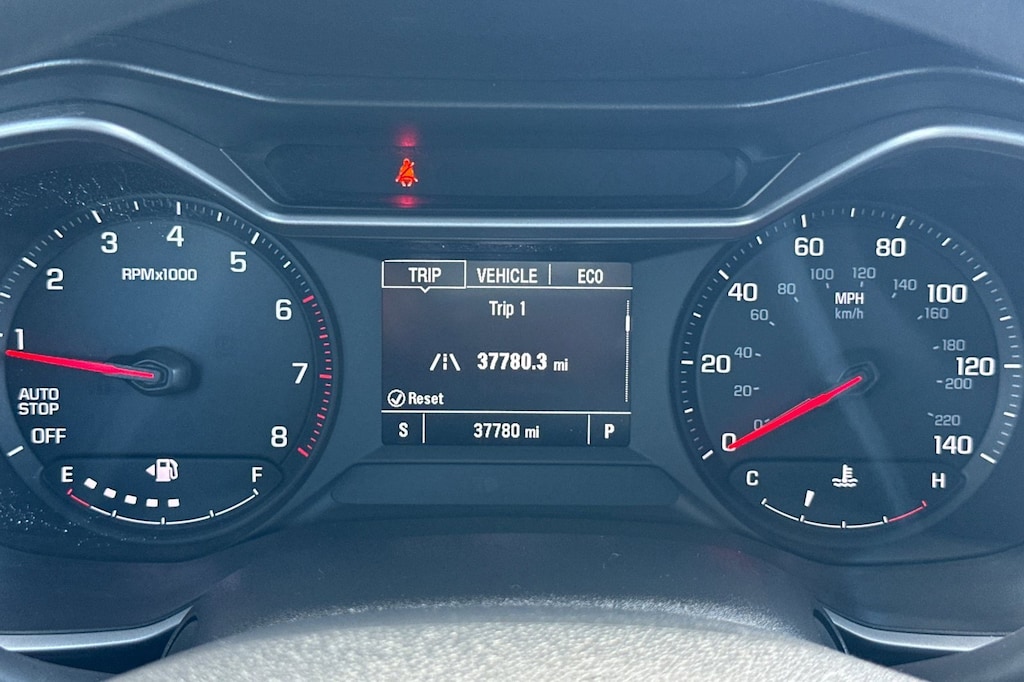 1
2
3
4
5
6
7
8
RPMx1000
AUTO
STOP
OFF
E
F
TRIP
VEHICLE
ECO
Trip 1
37780.3 mi
Reset
S
37780 mi
P
0
20
40
60
80
100
120
140
MPH
km/h
0
20
40
60
80
100
120
140
160
180
200
220
C
H